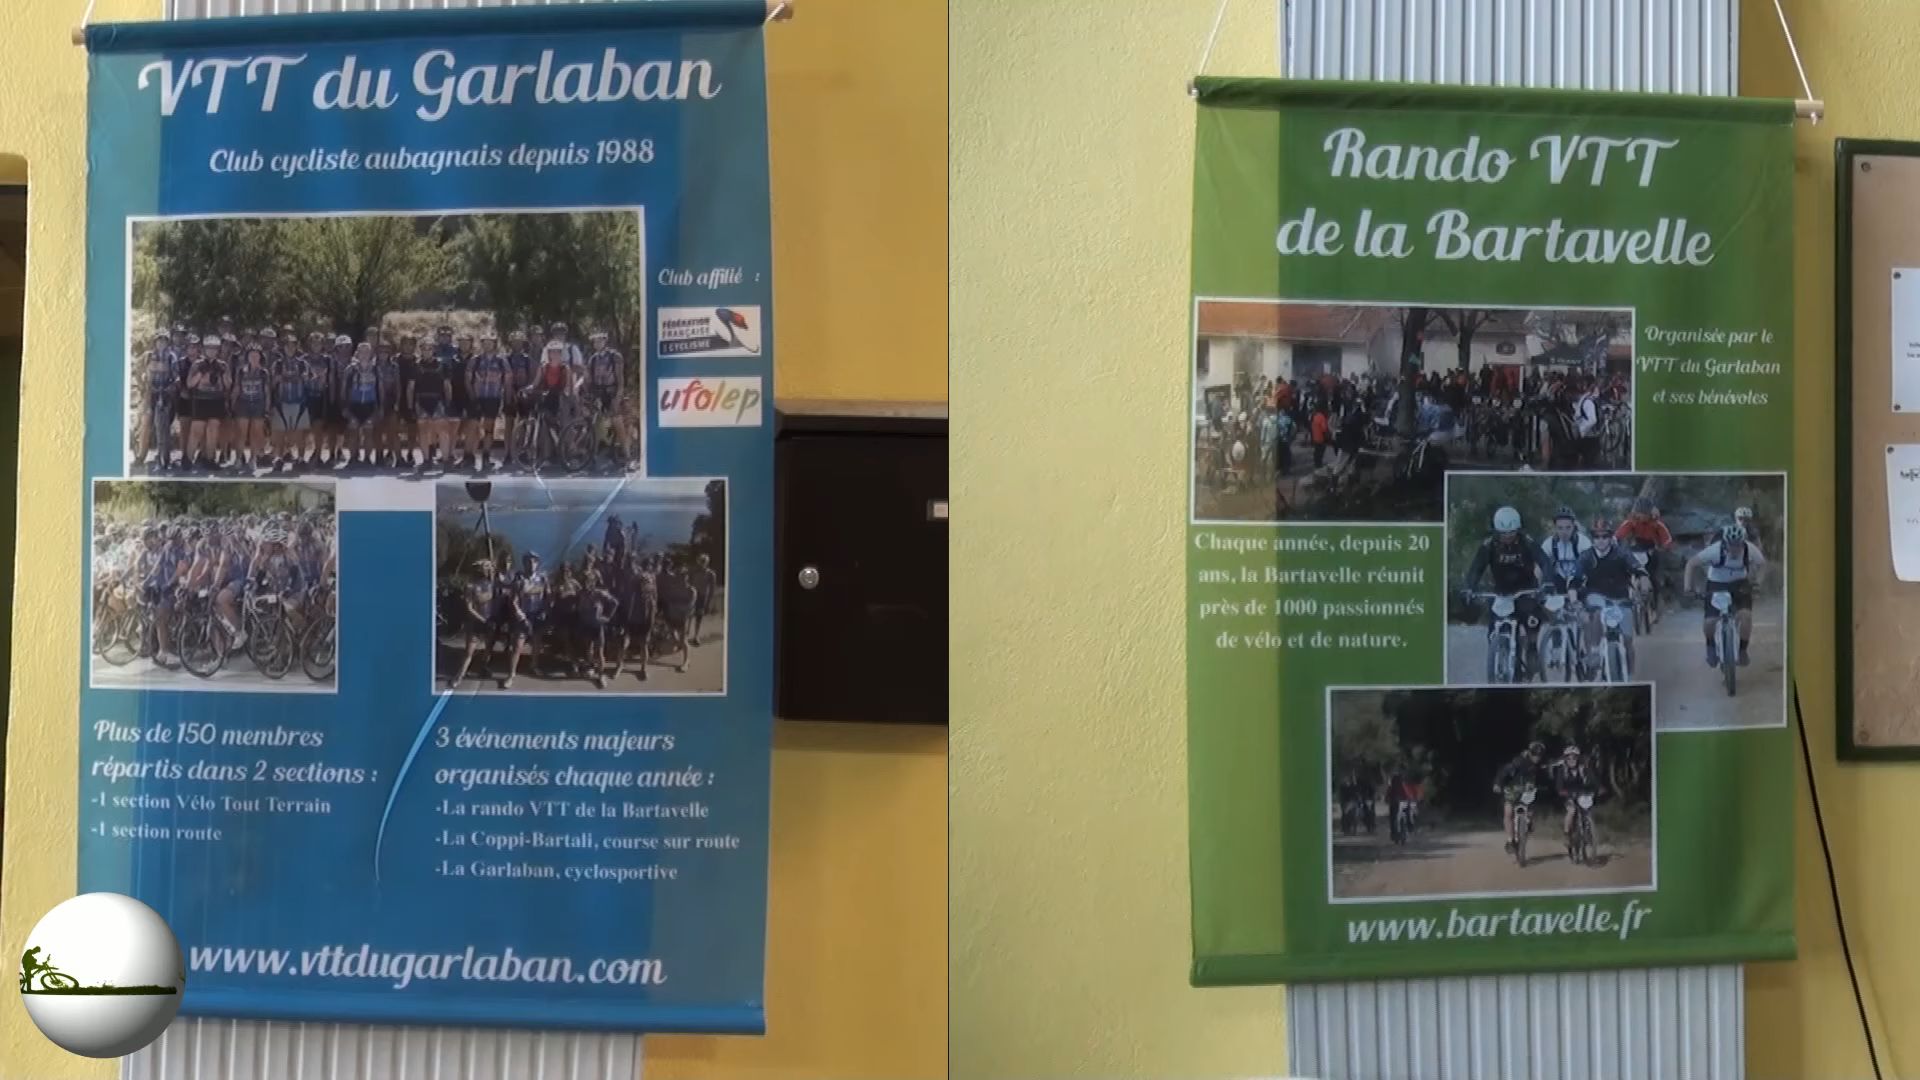 VTT du Garlaban
Club cycliste aubagnais depuis 1988
Club affilié :
FÉDÉRATION
FRANÇAISE
CYCLISME
ufolep
Plus de 150 membres
répartis dans 2 sections :
-1 section Vélo Tout Terrain
-1 section route
3 événements majeurs
organisés chaque année :
-La rando VTT de la Bartavelle
-La Coppi-Bartali, course sur route
-La Garlaban, cyclosportive
www.vttdugarlaban.com
Rando VTT
de la Bartavelle
Organisée par le
VTT du Garlaban
et ses bénévoles
Chaque année, depuis 20
ans, la Bartavelle réunit
près de 1000 passionnés
de vélo et de nature.
www.bartavelle.fr